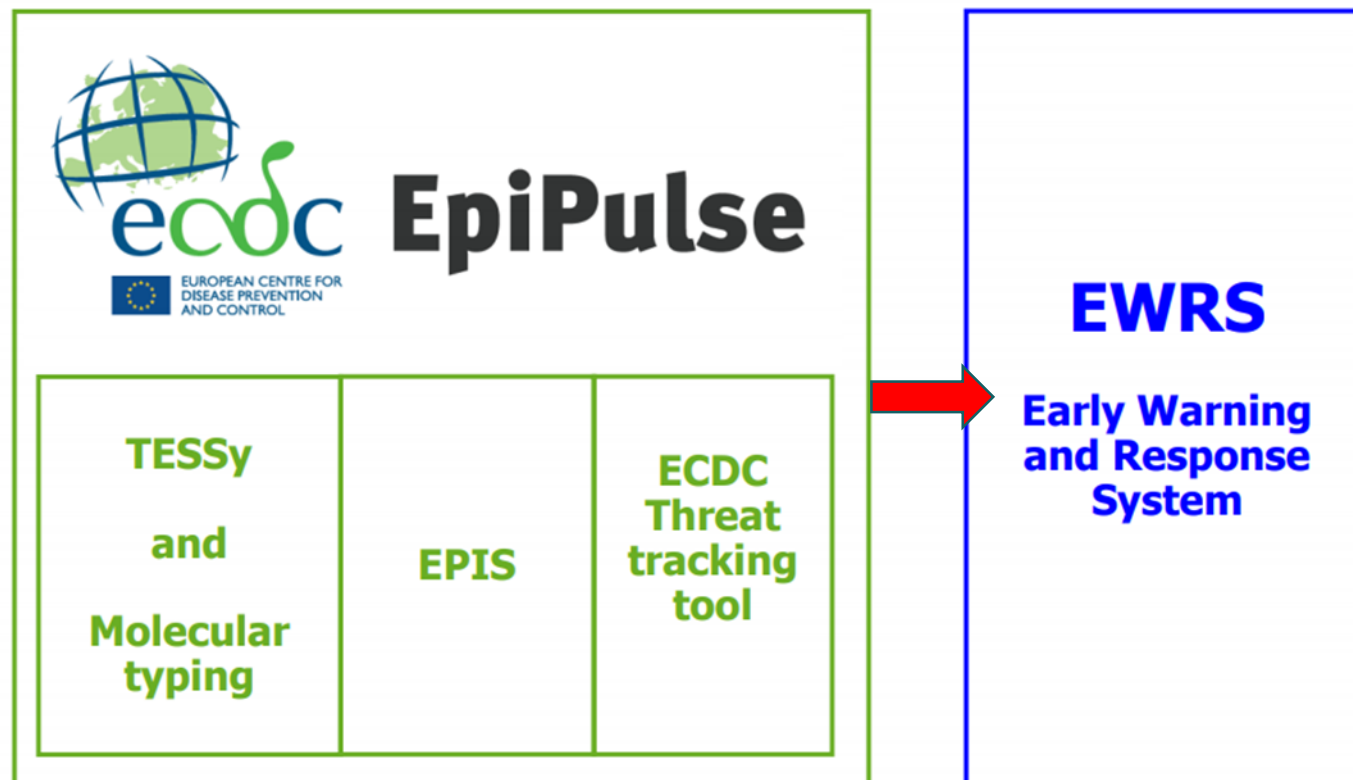 ecdc
EUROPEAN CENTRE FOR
DISEASE PREVENTION
AND CONTROL
EpiPulse
TESSy
and
Molecular
typing
EPIS
ECDC
Threat
tracking
tool
EWRS
Early Warning
and Response
System